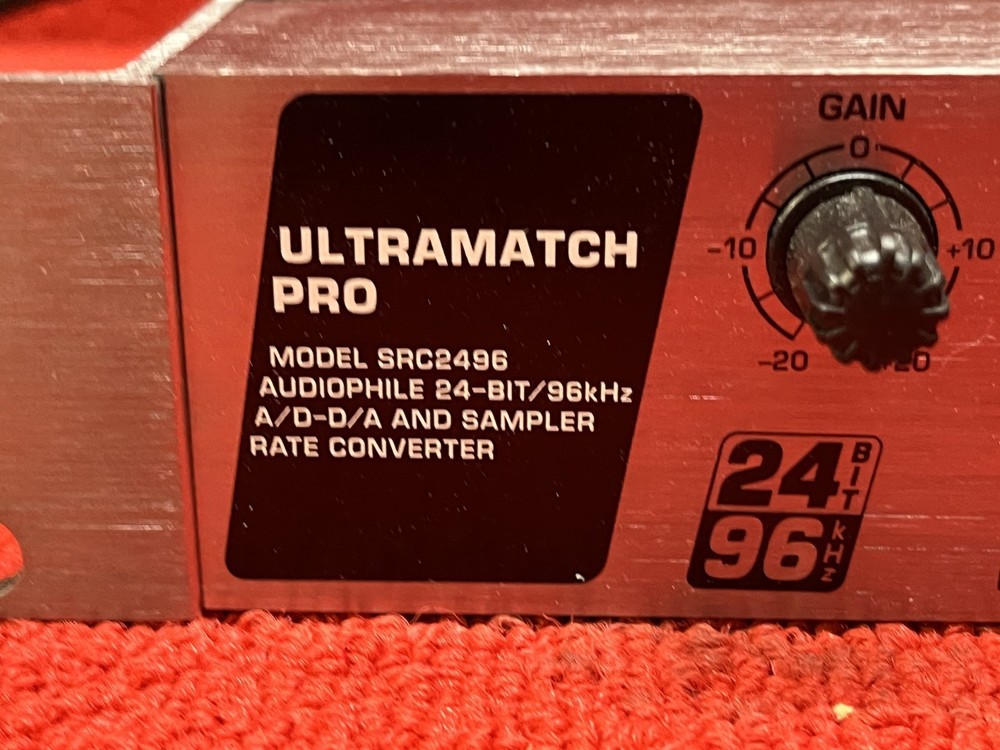 ULTRAMATCH
PRO
MODEL SRC2496
AUDIOPHILE 24-BIT/96kHz
A/D-D/A AND SAMPLER
RATE CONVERTER
GAIN
0
-10
+10
-20
24 BIT
96 kHz